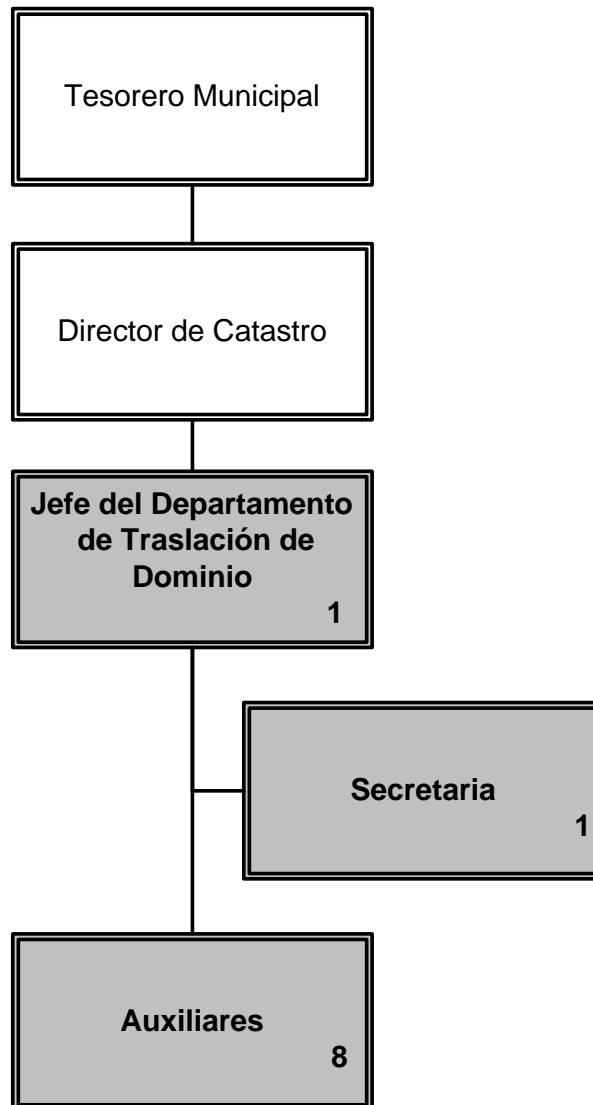 Tesorero Municipal
Director de Catastro
Jefe del Departamento
de Traslación de
Dominio
1
Secretaria
1
Auxiliares
8